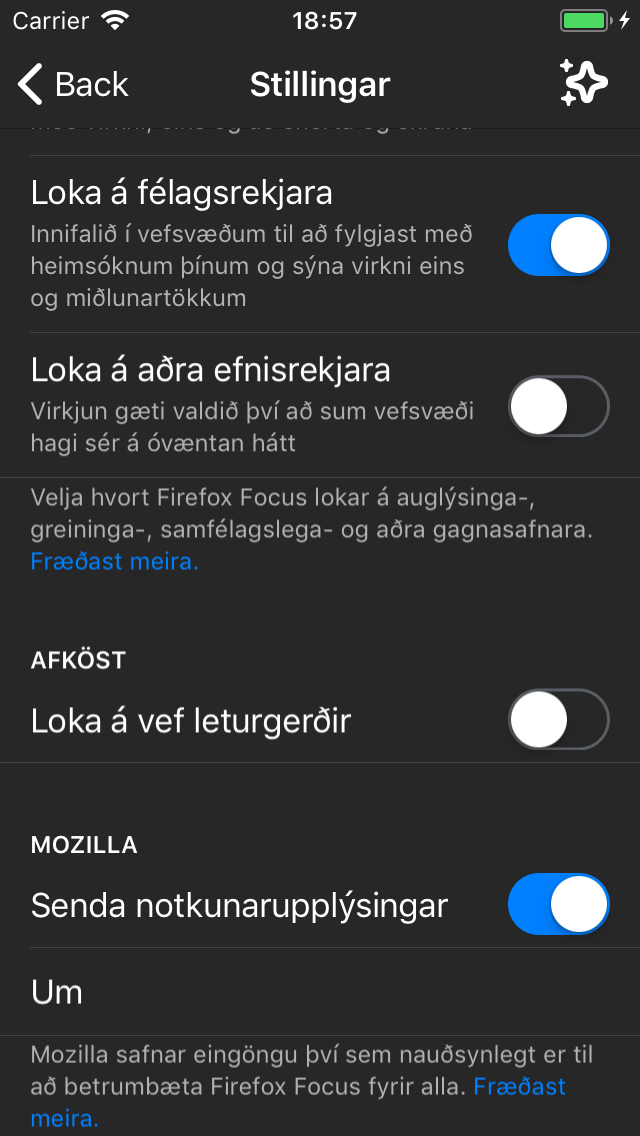 Carrier 18:57
Back Stillingar
Loka á félagsrekjara
Innifalið í vefsvæðum til að fylgjast með
heimsóknum þínum og sýna virkni eins
og miðlunartökkum
Loka á aðra efnisrekjara
Virkjun gæti valdið því að sum vefsvæði
hagi sér á óvæntan hátt
Velja hvort Firefox Focus lokar á auglýsinga-,
greininga-, samfélagslega- og aðra gagnasafnara.
Fræðast meira.
AFKÖST
Loka á vef leturgerðir
MOZILLA
Senda notkunarupplýsingar
Um
Mozilla safnar eingöngu því sem nauðsynlegt er til
að betrumbæta Firefox Focus fyrir alla. Fræðast
meira.